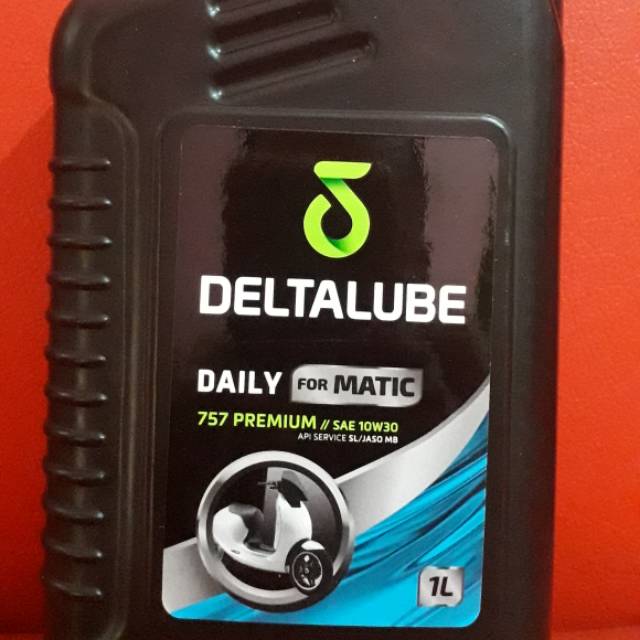 DELTALUBE
DAILY FOR MATIC
757 PREMIUM // SAE 10W30
API SERVICE SL/JASO MB
1L